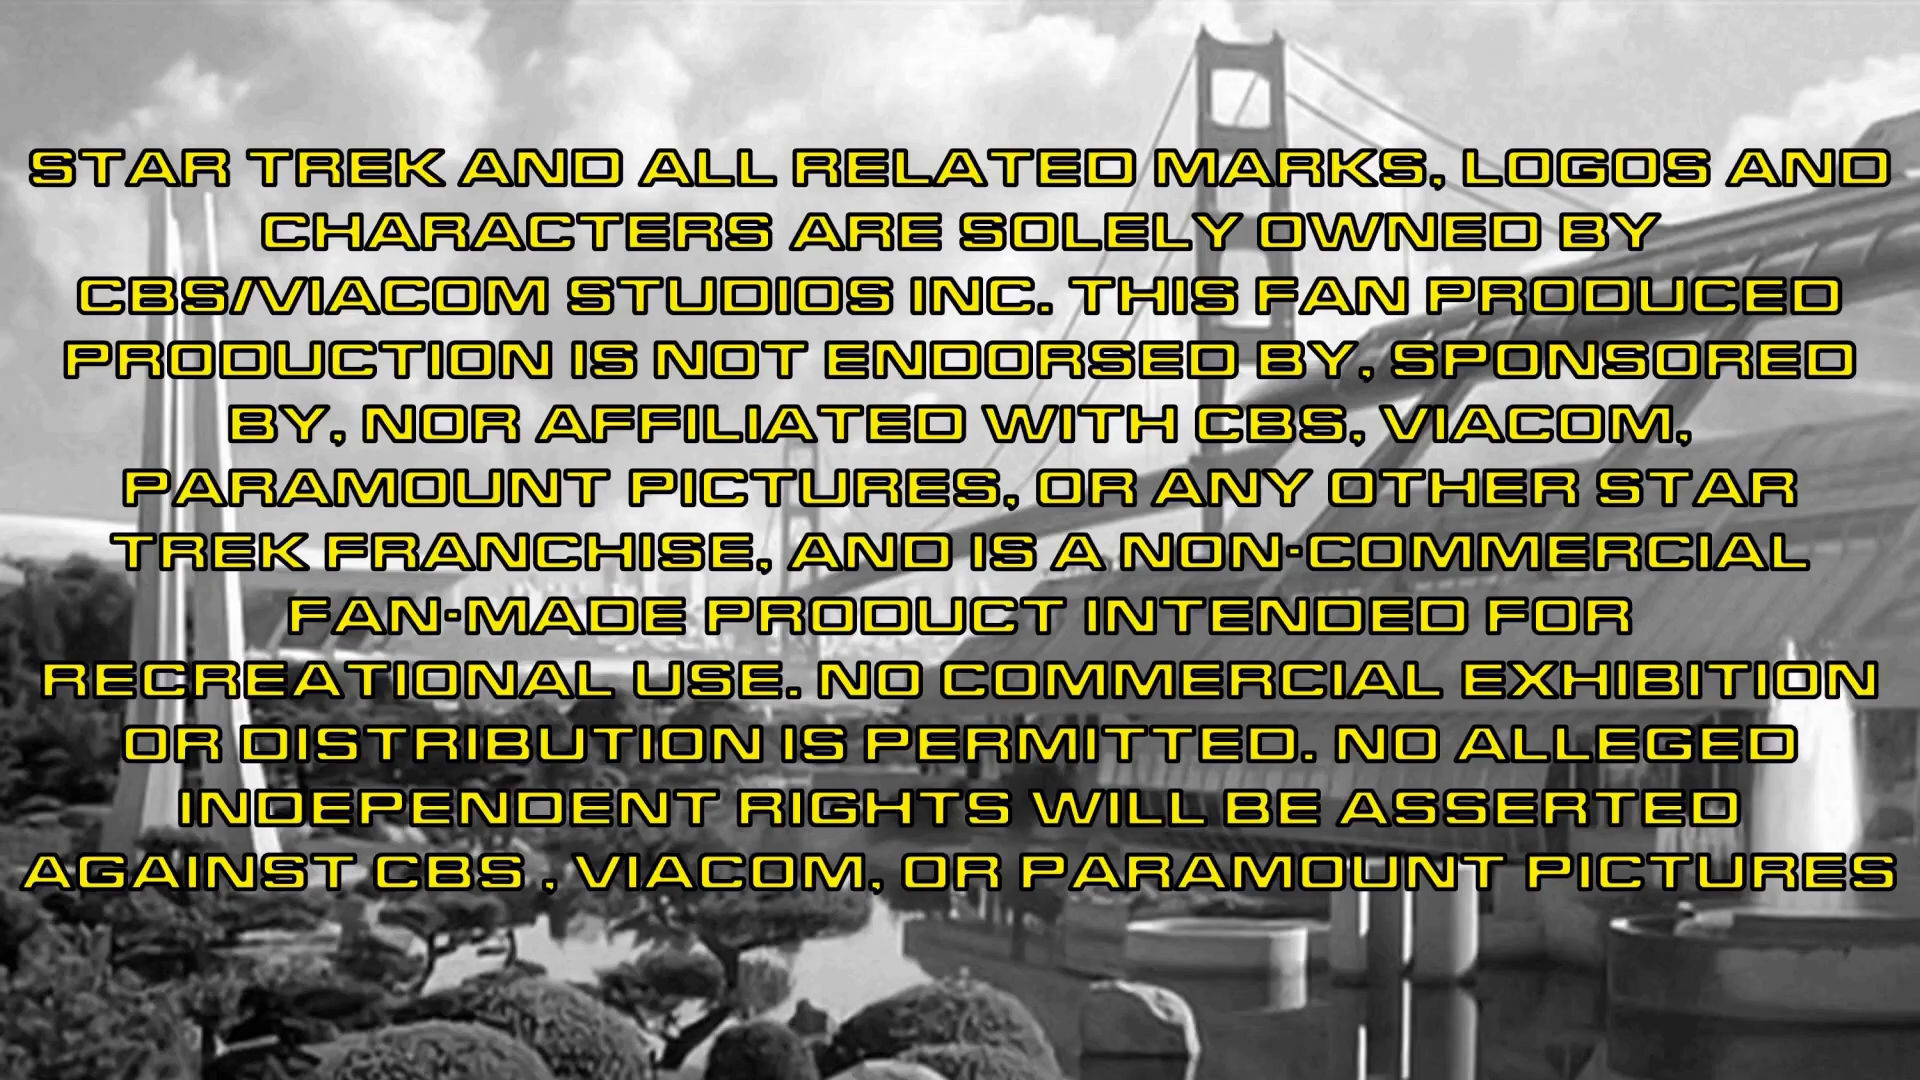 STAR TREK AND ALL RELATED MARKS, LOGOS AND
CHARACTERS ARE SOLELY OWNED BY
CBS/VIACOM STUDIOS INC. THIS FAN PRODUCED
PRODUCTION IS NOT ENDORSED BY, SPONSORED
BY, NOR AFFILIATED WITH CBS, VIACOM,
PARAMOUNT PICTURES, OR ANY OTHER STAR
TREK FRANCHISE, AND IS A NON-COMMERCIAL
FAN-MADE PRODUCT INTENDED FOR
RECREATIONAL USE. NO COMMERCIAL EXHIBITION
OR DISTRIBUTION IS PERMITTED. NO ALLEGED
INDEPENDENT RIGHTS WILL BE ASSERTED
AGAINST CBS , VIACOM, OR PARAMOUNT PICTURES